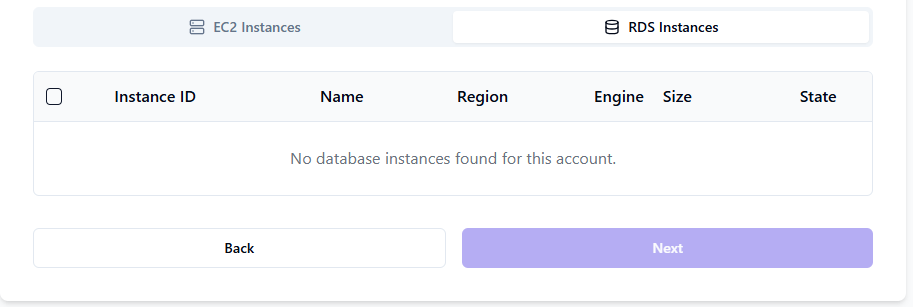 EC2 Instances RDS Instances
Instance ID Name Region Engine Size State
No database instances found for this account.
Back Next